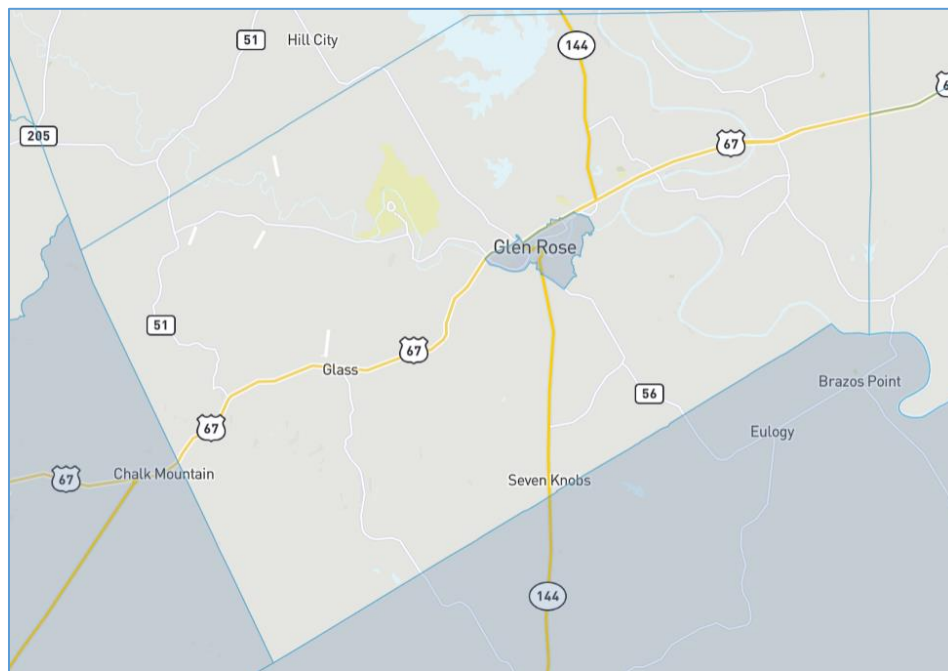 51
Hill City
144
6
205
67
Glen Rose
51
67
Glass
Brazos Point
56
67
Eulogy
Chalk Mountain
67
Seven Knobs
144